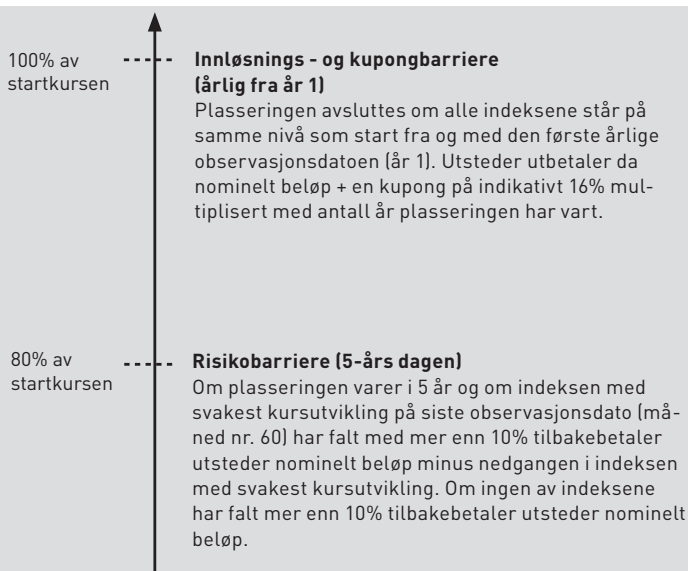 100% av
startkursen
Innløsnings - og kupongbarriere
(årlig fra år 1)
Plasseringen avsluttes om alle indeksene står på
samme nivå som start fra og med den første årlige
observasjonsdatoen (år 1). Utsteder utbetaler da
nominelt beløp + en kupong på indikativt 16% mul-
tiplisert med antall år plasseringen har vart.
80% av
startkursen
Risikobarriere (5-års dagen)
Om plasseringen varer i 5 år og om indeksen med
svakest kursutvikling på siste observasjonsdato (må-
ned nr. 60) har falt med mer enn 10% tilbakebetaler
utsteder nominelt beløp minus nedgangen i indeksen
med svakest kursutvikling. Om ingen av indeksene
har falt mer enn 10% tilbakebetaler utsteder nominelt
beløp.